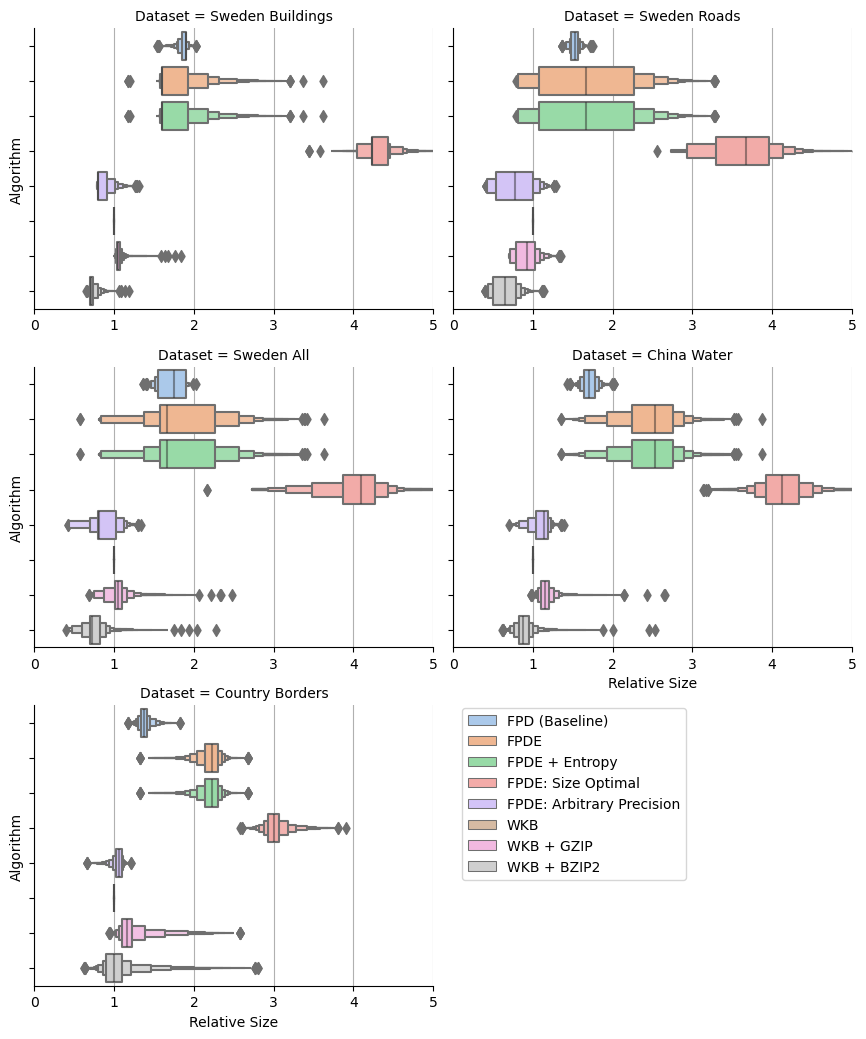 Dataset = Sweden Buildings
Dataset = Sweden Roads
Algorithm
0 1 2 3 4 5
0 1 2 3 4 5
Dataset = Sweden All
Dataset = China Water
Algorithm
0 1 2 3 4 5
0 1 2 3 4 5
Relative Size
Dataset = Country Borders
Algorithm
0 1 2 3 4 5
Relative Size
FPD (Baseline)
FPDE
FPDE + Entropy
FPDE: Size Optimal
FPDE: Arbitrary Precision
WKB
WKB + GZIP
WKB + BZIP2